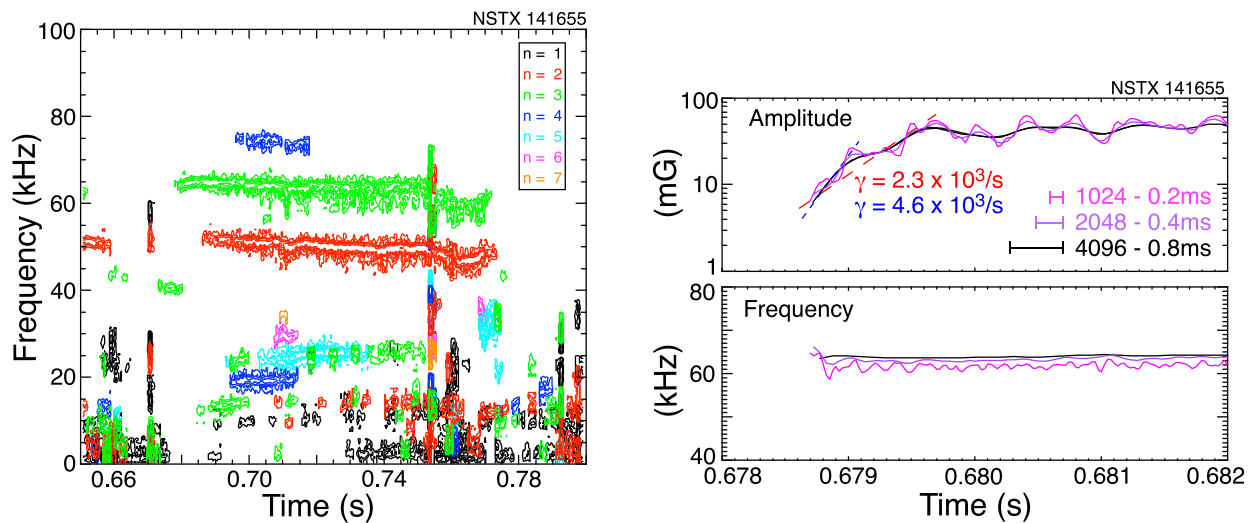 NSTX 141655
100
80
60
40
20
0
Frequency (kHz)
n = 1
n = 2
n = 3
n = 4
n = 5
n = 6
n = 7
0.66
0.70
0.74
0.78
Time (s)
NSTX 141655
100
10
1
(mG)
Amplitude
γ = 2.3 x 10³/s
γ = 4.6 x 10³/s
1024 - 0.2ms
2048 - 0.4ms
4096 - 0.8ms
80
60
40
(kHz)
Frequency
0.678
0.679
0.680
0.681
0.682
Time (s)